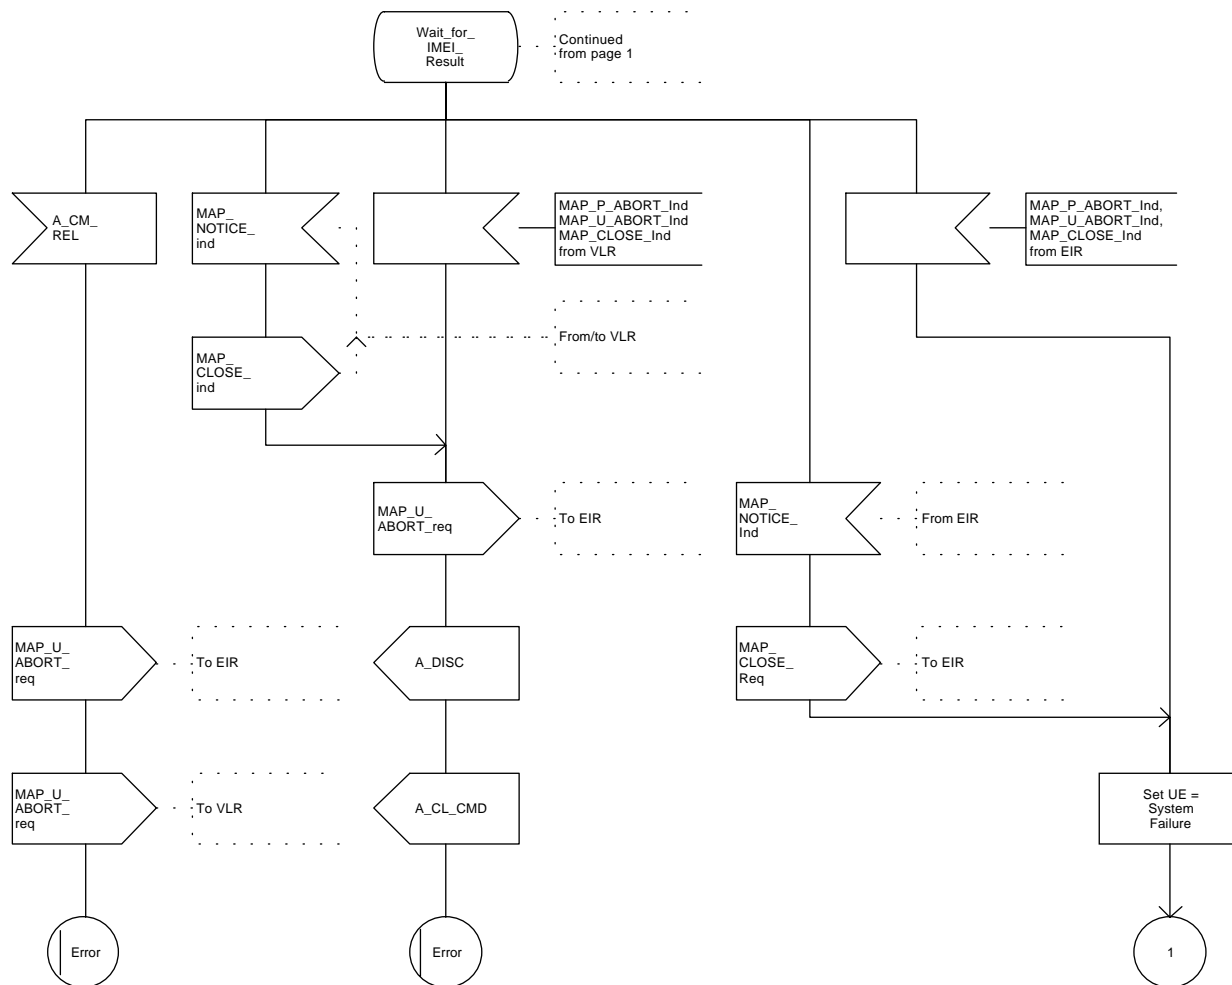 Wait_for_
IMEI_
Result
Continued
from page 1
A_CM_
REL
MAP_
NOTICE_
ind
MAP_P_ABORT_Ind
MAP_U_ABORT_Ind
MAP_CLOSE_Ind
from VLR
MAP_P_ABORT_Ind,
MAP_U_ABORT_Ind,
MAP_CLOSE_Ind
from EIR
From/to VLR
MAP_
CLOSE_
ind
MAP_U_
ABORT_req
To EIR
MAP_
NOTICE_
Ind
From EIR
MAP_U_
ABORT_
req
To EIR
A_DISC
MAP_
CLOSE_
Req
To EIR
MAP_U_
ABORT_
req
To VLR
A_CL_CMD
Set UE =
System
Failure
Error
Error
1